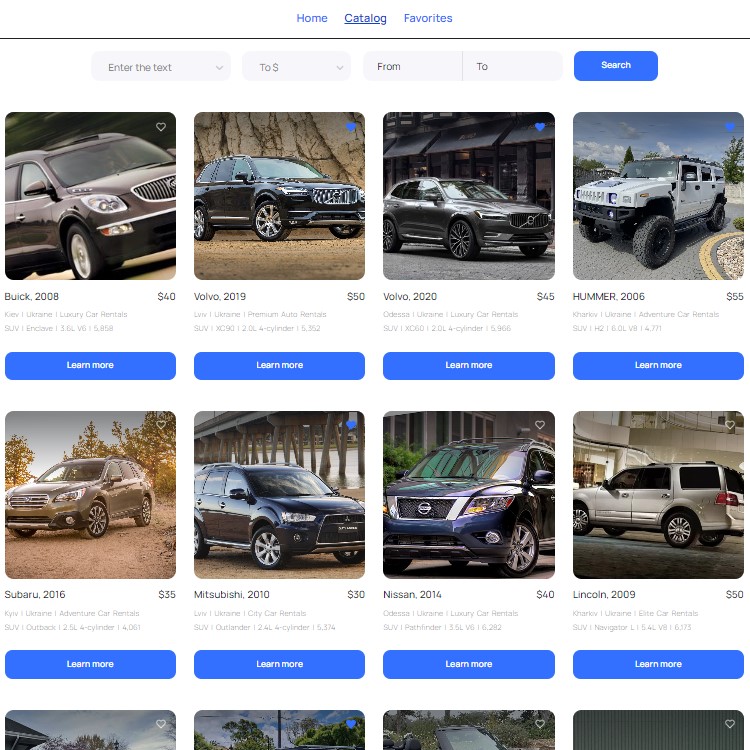 Home Catalog Favorites
Enter the text To $ From To Search
Buick, 2008 $40
Kiev | Ukraine | Luxury Car Rentals
SUV | Enclave | 3.6L V6 | 5,858
Learn more
Volvo, 2019 $50
Lviv | Ukraine | Premium Auto Rentals
SUV | XC90 | 2.0L 4-cylinder | 5,352
Learn more
Volvo, 2020 $45
Odessa | Ukraine | Luxury Car Rentals
SUV | XC60 | 2.0L 4-cylinder | 5,966
Learn more
HUMMER, 2006 $55
Kharkiv | Ukraine | Adventure Car Rentals
SUV | H2 | 6.0L V8 | 4,771
Learn more
Subaru, 2016 $35
Kyiv | Ukraine | Adventure Car Rentals
SUV | Outback | 2.5L 4-cylinder | 4,061
Learn more
Mitsubishi, 2010 $30
Lviv | Ukraine | City Car Rentals
SUV | Outlander | 2.4L 4-cylinder | 5,374
Learn more
Nissan, 2014 $40
Odessa | Ukraine | Luxury Car Rentals
SUV | Pathfinder | 3.5L V6 | 6,282
Learn more
Lincoln, 2009 $50
Kharkiv | Ukraine | Elite Car Rentals
SUV | Navigator L | 5.4L V8 | 6,173
Learn more